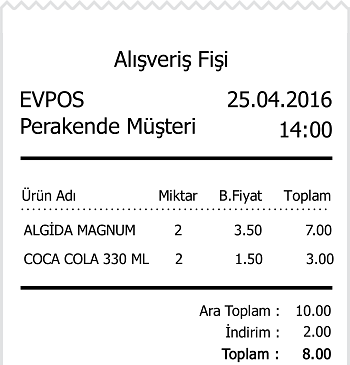 Alışveriş Fişi
EVPOS 25.04.2016
Perakende Müşteri 14:00
Ürün Adı Miktar B.Fiyat Toplam
ALGİDA MAGNUM 2 3.50 7.00
COCA COLA 330 ML 2 1.50 3.00
Ara Toplam : 10.00
İndirim : 2.00
Toplam : 8.00